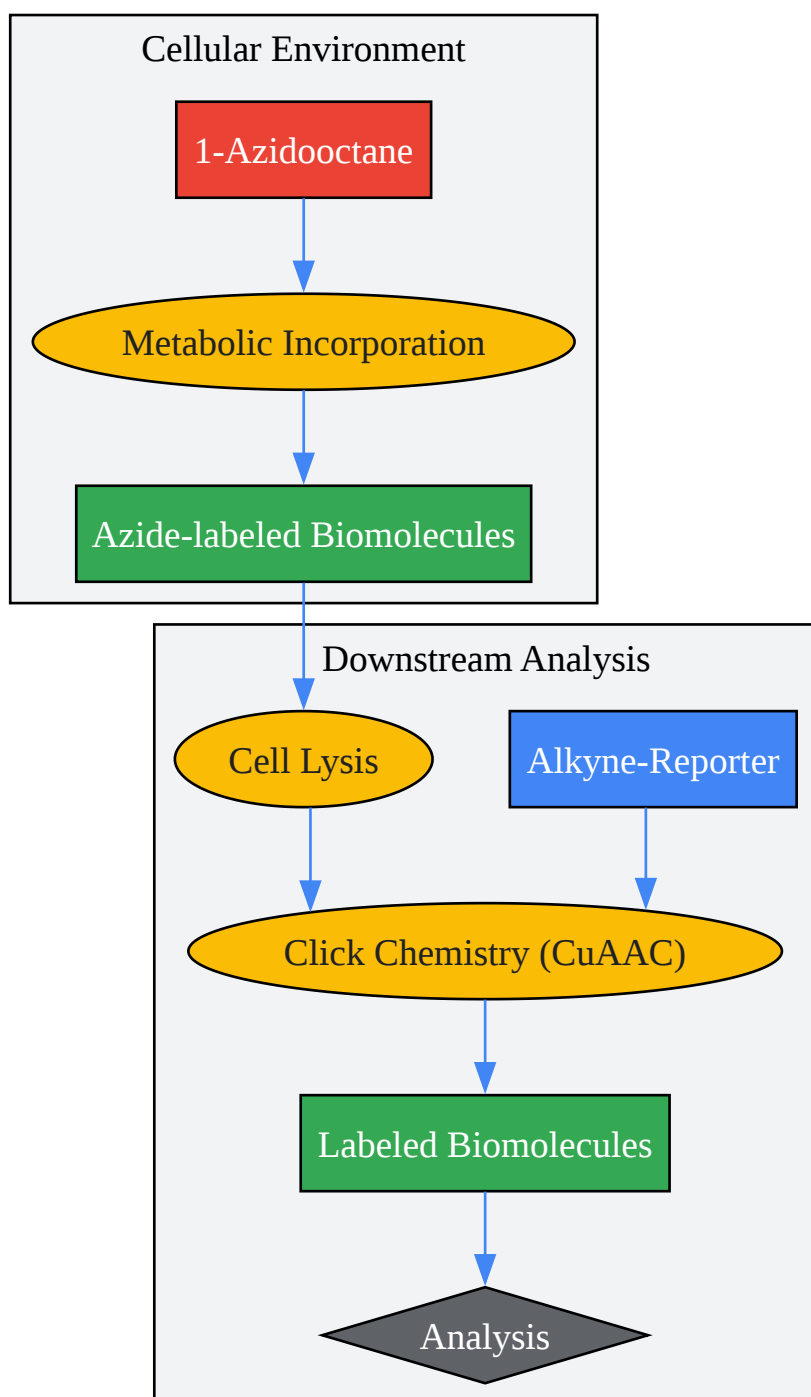 Cellular Environment
1-Azidooctane
Metabolic Incorporation
Azide-labeled Biomolecules
Downstream Analysis
Cell Lysis
Alkyne-Reporter
Click Chemistry (CuAAC)
Labeled Biomolecules
Analysis